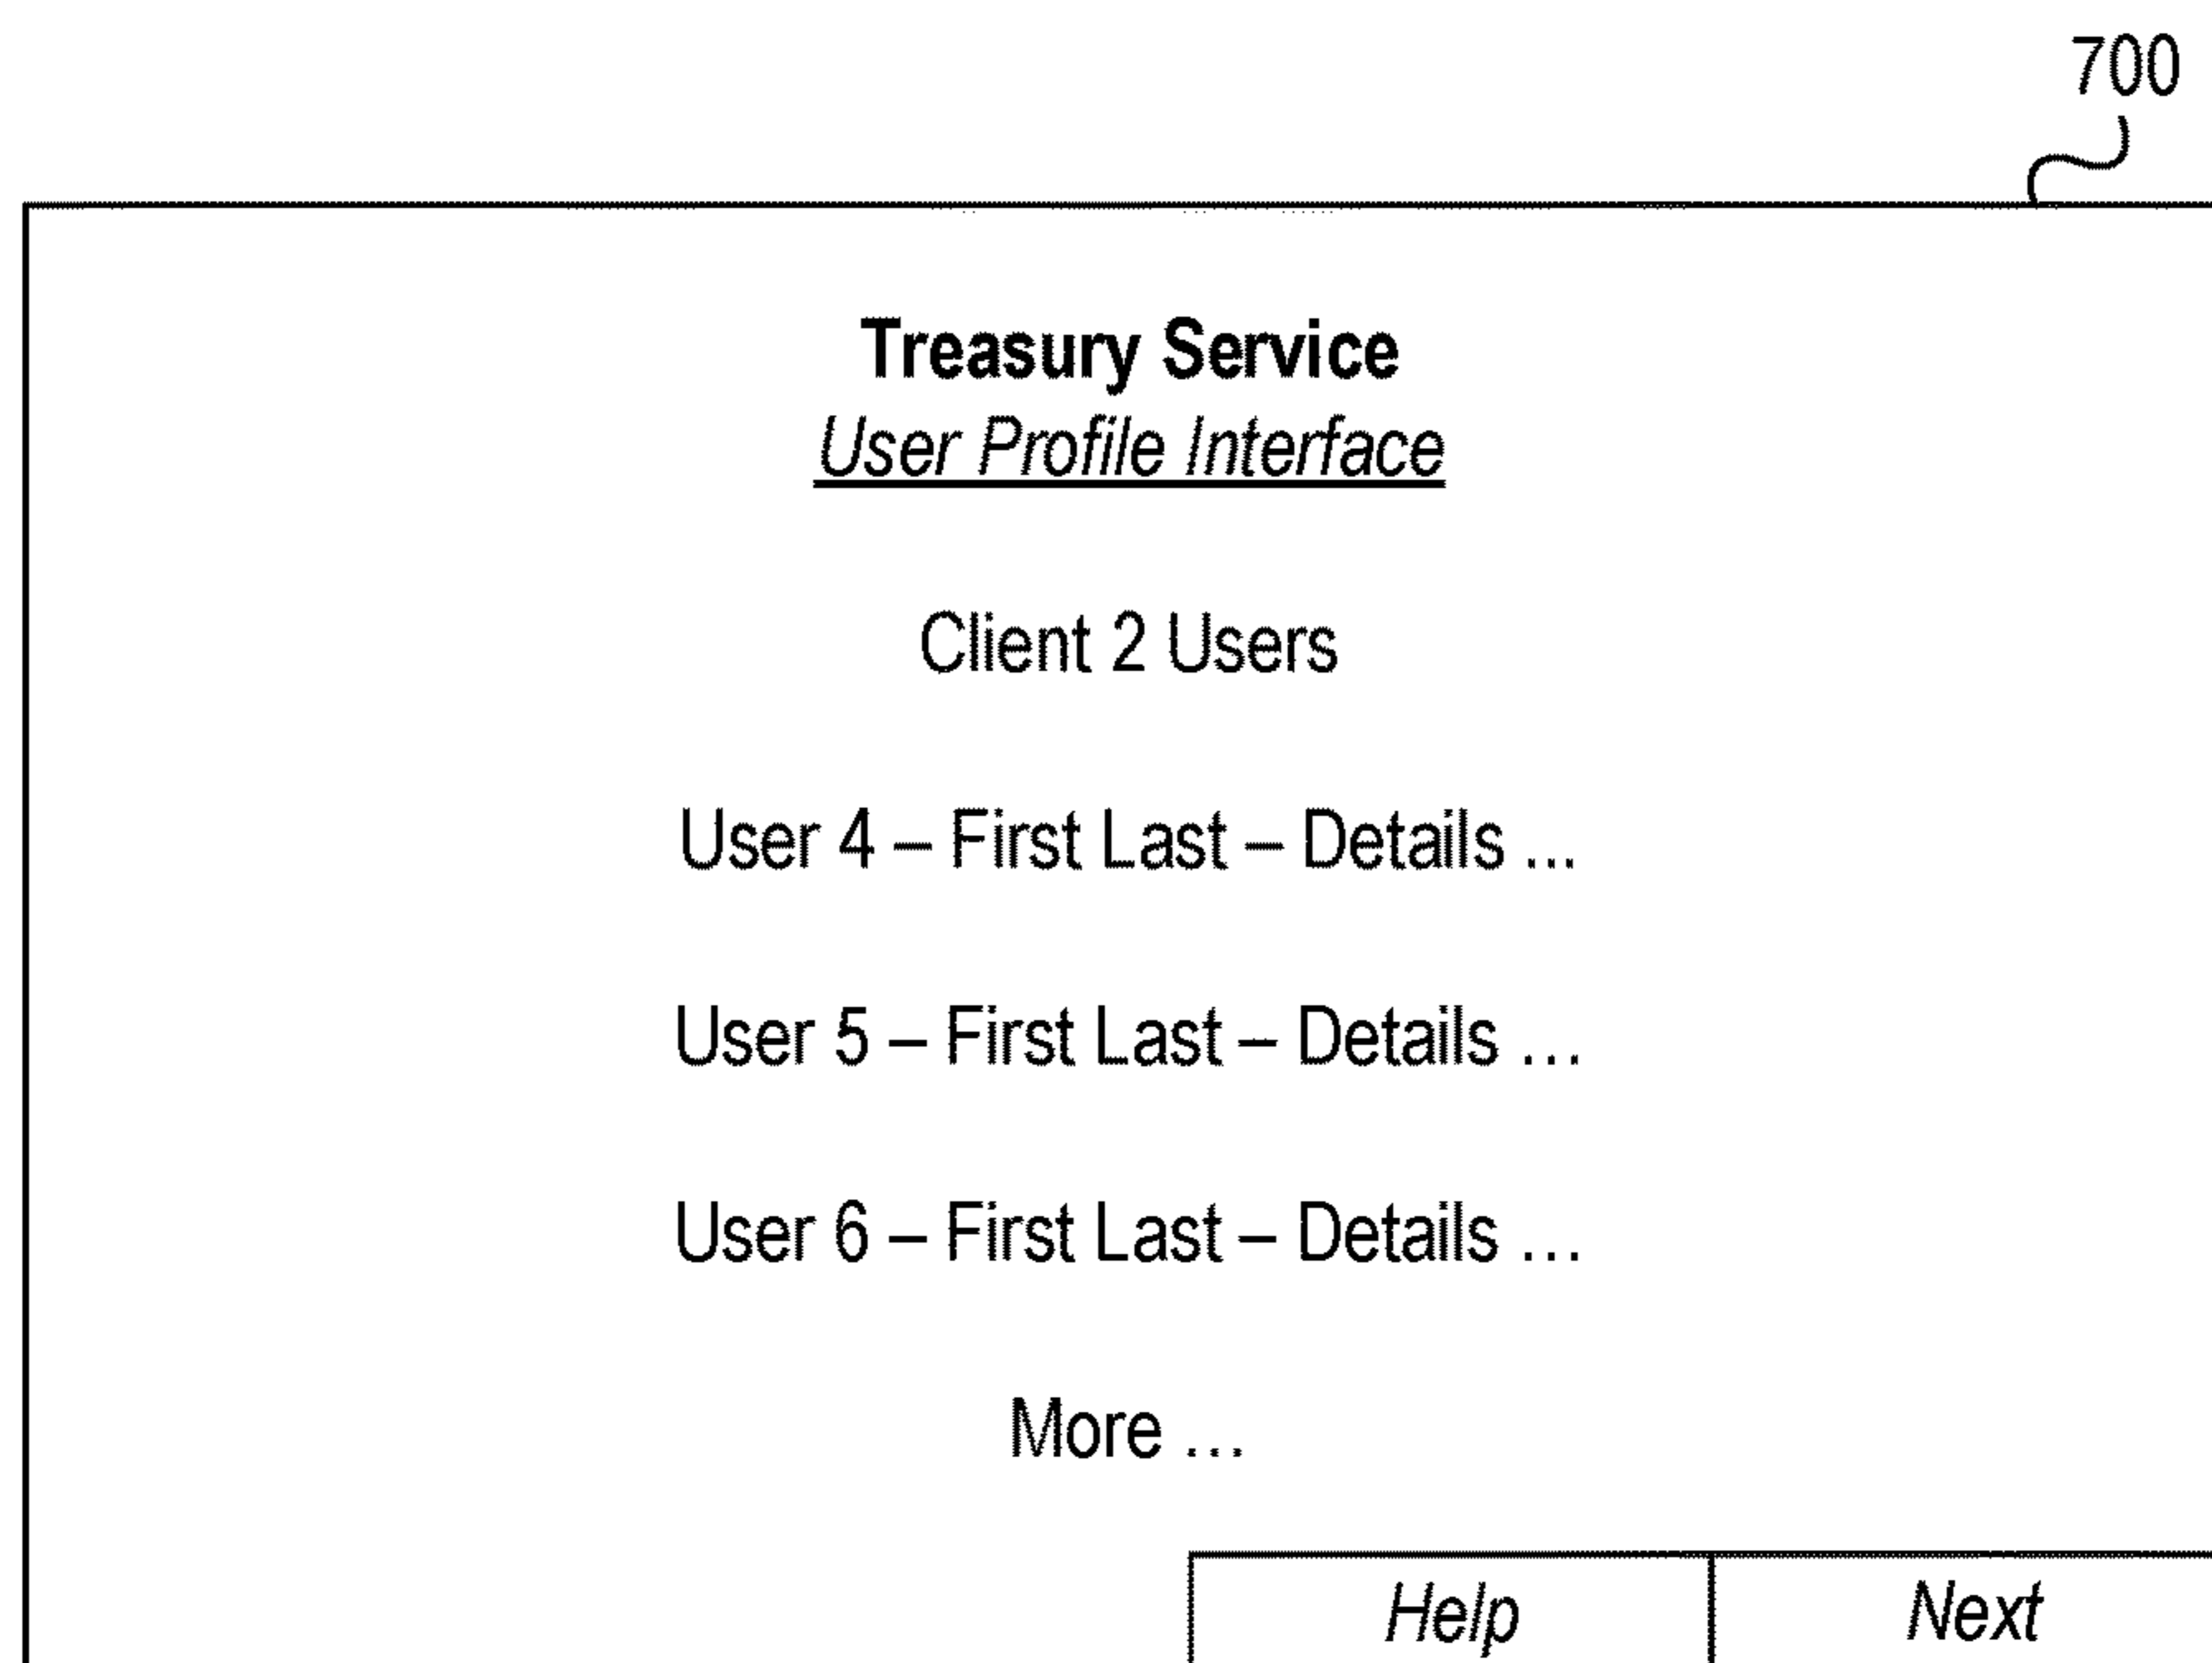 700
Treasury Service
User Profile Interface
Client 2 Users
User 4 – First Last – Details ...
User 5 – First Last – Details ...
User 6 – First Last – Details ...
More ...
Help Next